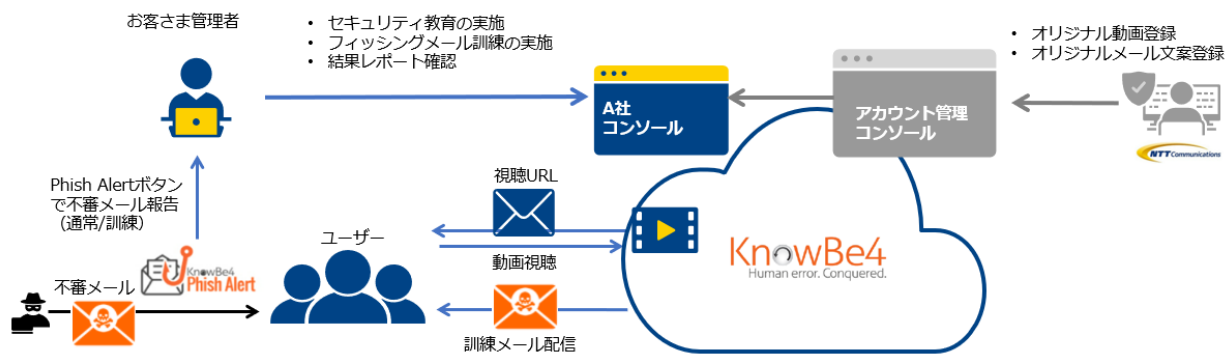 お客さま管理者
• セキュリティ教育の実施
• フィッシングメール訓練の実施
• 結果レポート確認
• オリジナル動画登録
• オリジナルメール文案登録
A社
コンソール
アカウント管理
コンソール
NTT Communications
Phish Alertボタン
で不審メール報告
（通常/訓練）
視聴URL
ユーザー
動画視聴
KnowBe4
Human error. Conquered.
KnowBe4
Phish Alert
不審メール
訓練メール配信